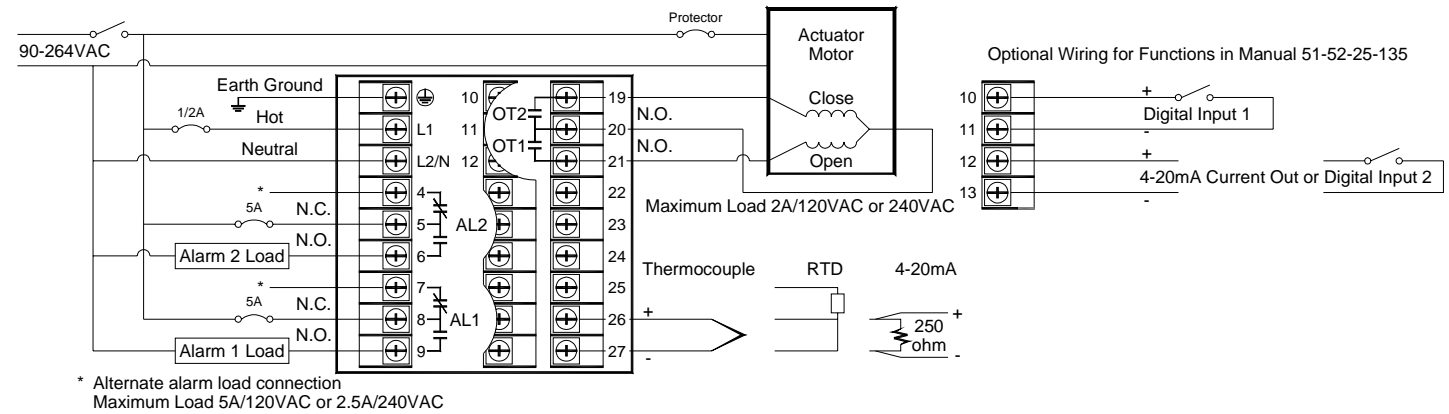 Protector
90-264VAC
Actuator
Motor
Optional Wiring for Functions in Manual 51-52-25-135
Earth Ground
1/2A
Hot
Neutral
L1
L2/N
*
4
5A
N.C.
5
AL2
N.O.
Alarm 2 Load
6
*
7
5A
N.C.
8
AL1
N.O.
Alarm 1 Load
9
10
11
12
OT2
OT1
19
N.O.
20
N.O.
21
22
23
24
25
26
27
Close
Open
Maximum Load 2A/120VAC or 240VAC
10
+
Digital Input 1
11
-
12
+
4-20mA Current Out or Digital Input 2
13
-
Thermocouple
RTD
4-20mA
+
-
+
250
ohm
-
* Alternate alarm load connection
Maximum Load 5A/120VAC or 2.5A/240VAC